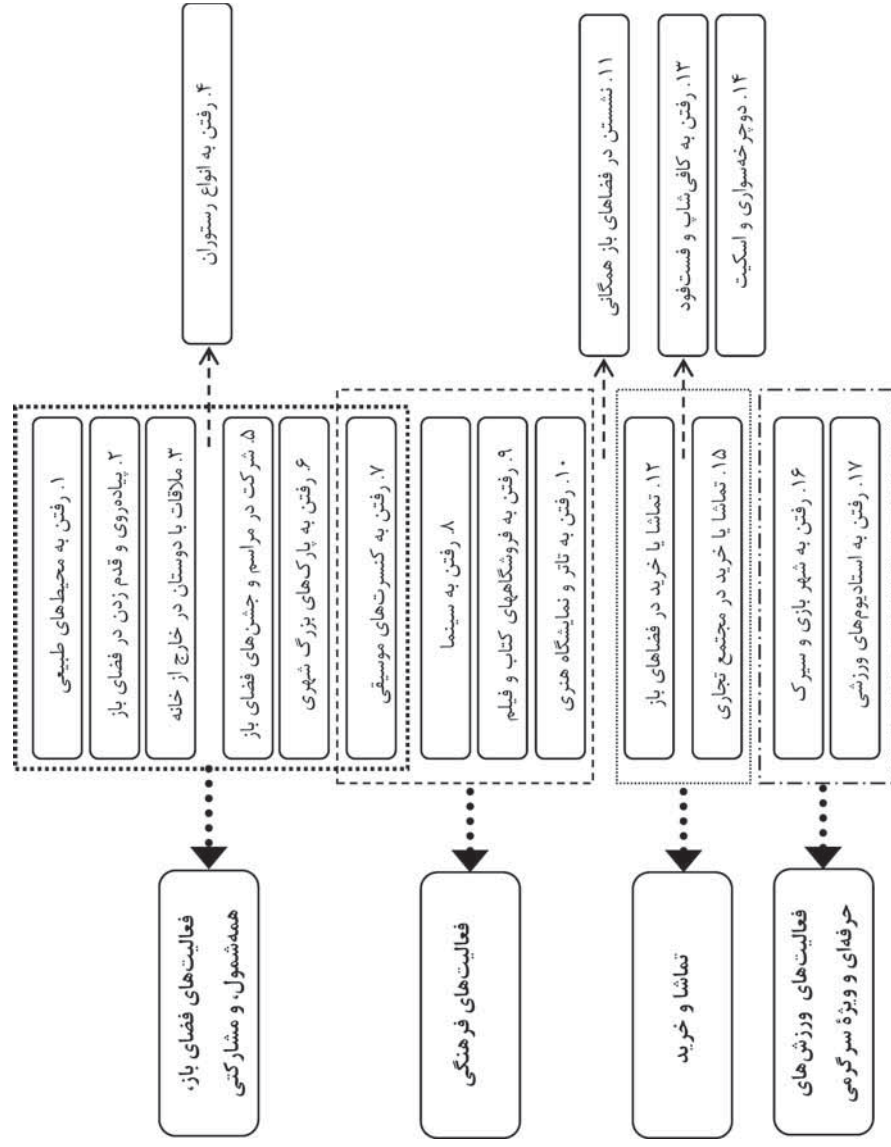 ۴. رفتن به انواع رستوران
۱۱. نشستن در فضاهای باز همگانی
۱۳. رفتن به کافی‌شاپ و فست‌فود
۱۴. دوچرخه‌سواری و اسکیت
۱. رفتن به محیط‌های طبیعی
۲. پیاده‌روی و قدم زدن در فضای باز
۳. ملاقات با دوستان در خارج از خانه
۵. شرکت در مراسم و جشن‌های فضای باز
۶. رفتن به پارک‌های بزرگ شهری
۷. رفتن به کنسرت‌های موسیقی
۸. رفتن به سینما
۹. رفتن به فروشگاههای کتاب و فیلم
۱۰. رفتن به تاتر و نمایشگاه هنری
۱۲. تماشا یا خرید در فضاهای باز
۱۵. تماشا یا خرید در مجتمع تجاری
۱۶. رفتن به شهر بازی و سیرک
۱۷. رفتن به استادیوم‌های ورزشی
فعالیت‌های فضای باز،
همه‌شمول، و مشارکتی
فعالیت‌های فرهنگی
تماشا و خرید
فعالیت‌های ورزش‌های
حرفه‌ای و ویژهٔ سرگرمی